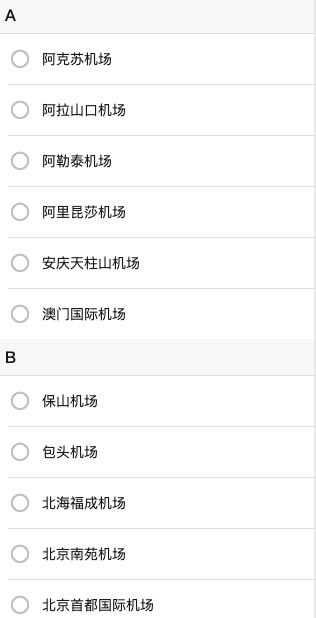 A
阿克苏机场
阿拉山口机场
阿勒泰机场
阿里昆莎机场
安庆天柱山机场
澳门国际机场
B
保山机场
包头机场
北海福成机场
北京南苑机场
北京首都国际机场